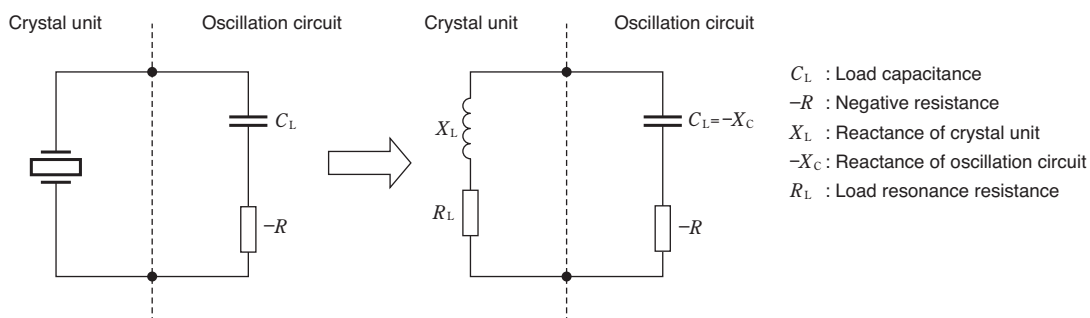 Crystal unit
Oscillation circuit
Crystal unit
Oscillation circuit
CL
−R
XL
RL
CL=−XC
−R
CL : Load capacitance
−R : Negative resistance
XL : Reactance of crystal unit
−XC : Reactance of oscillation circuit
RL : Load resonance resistance